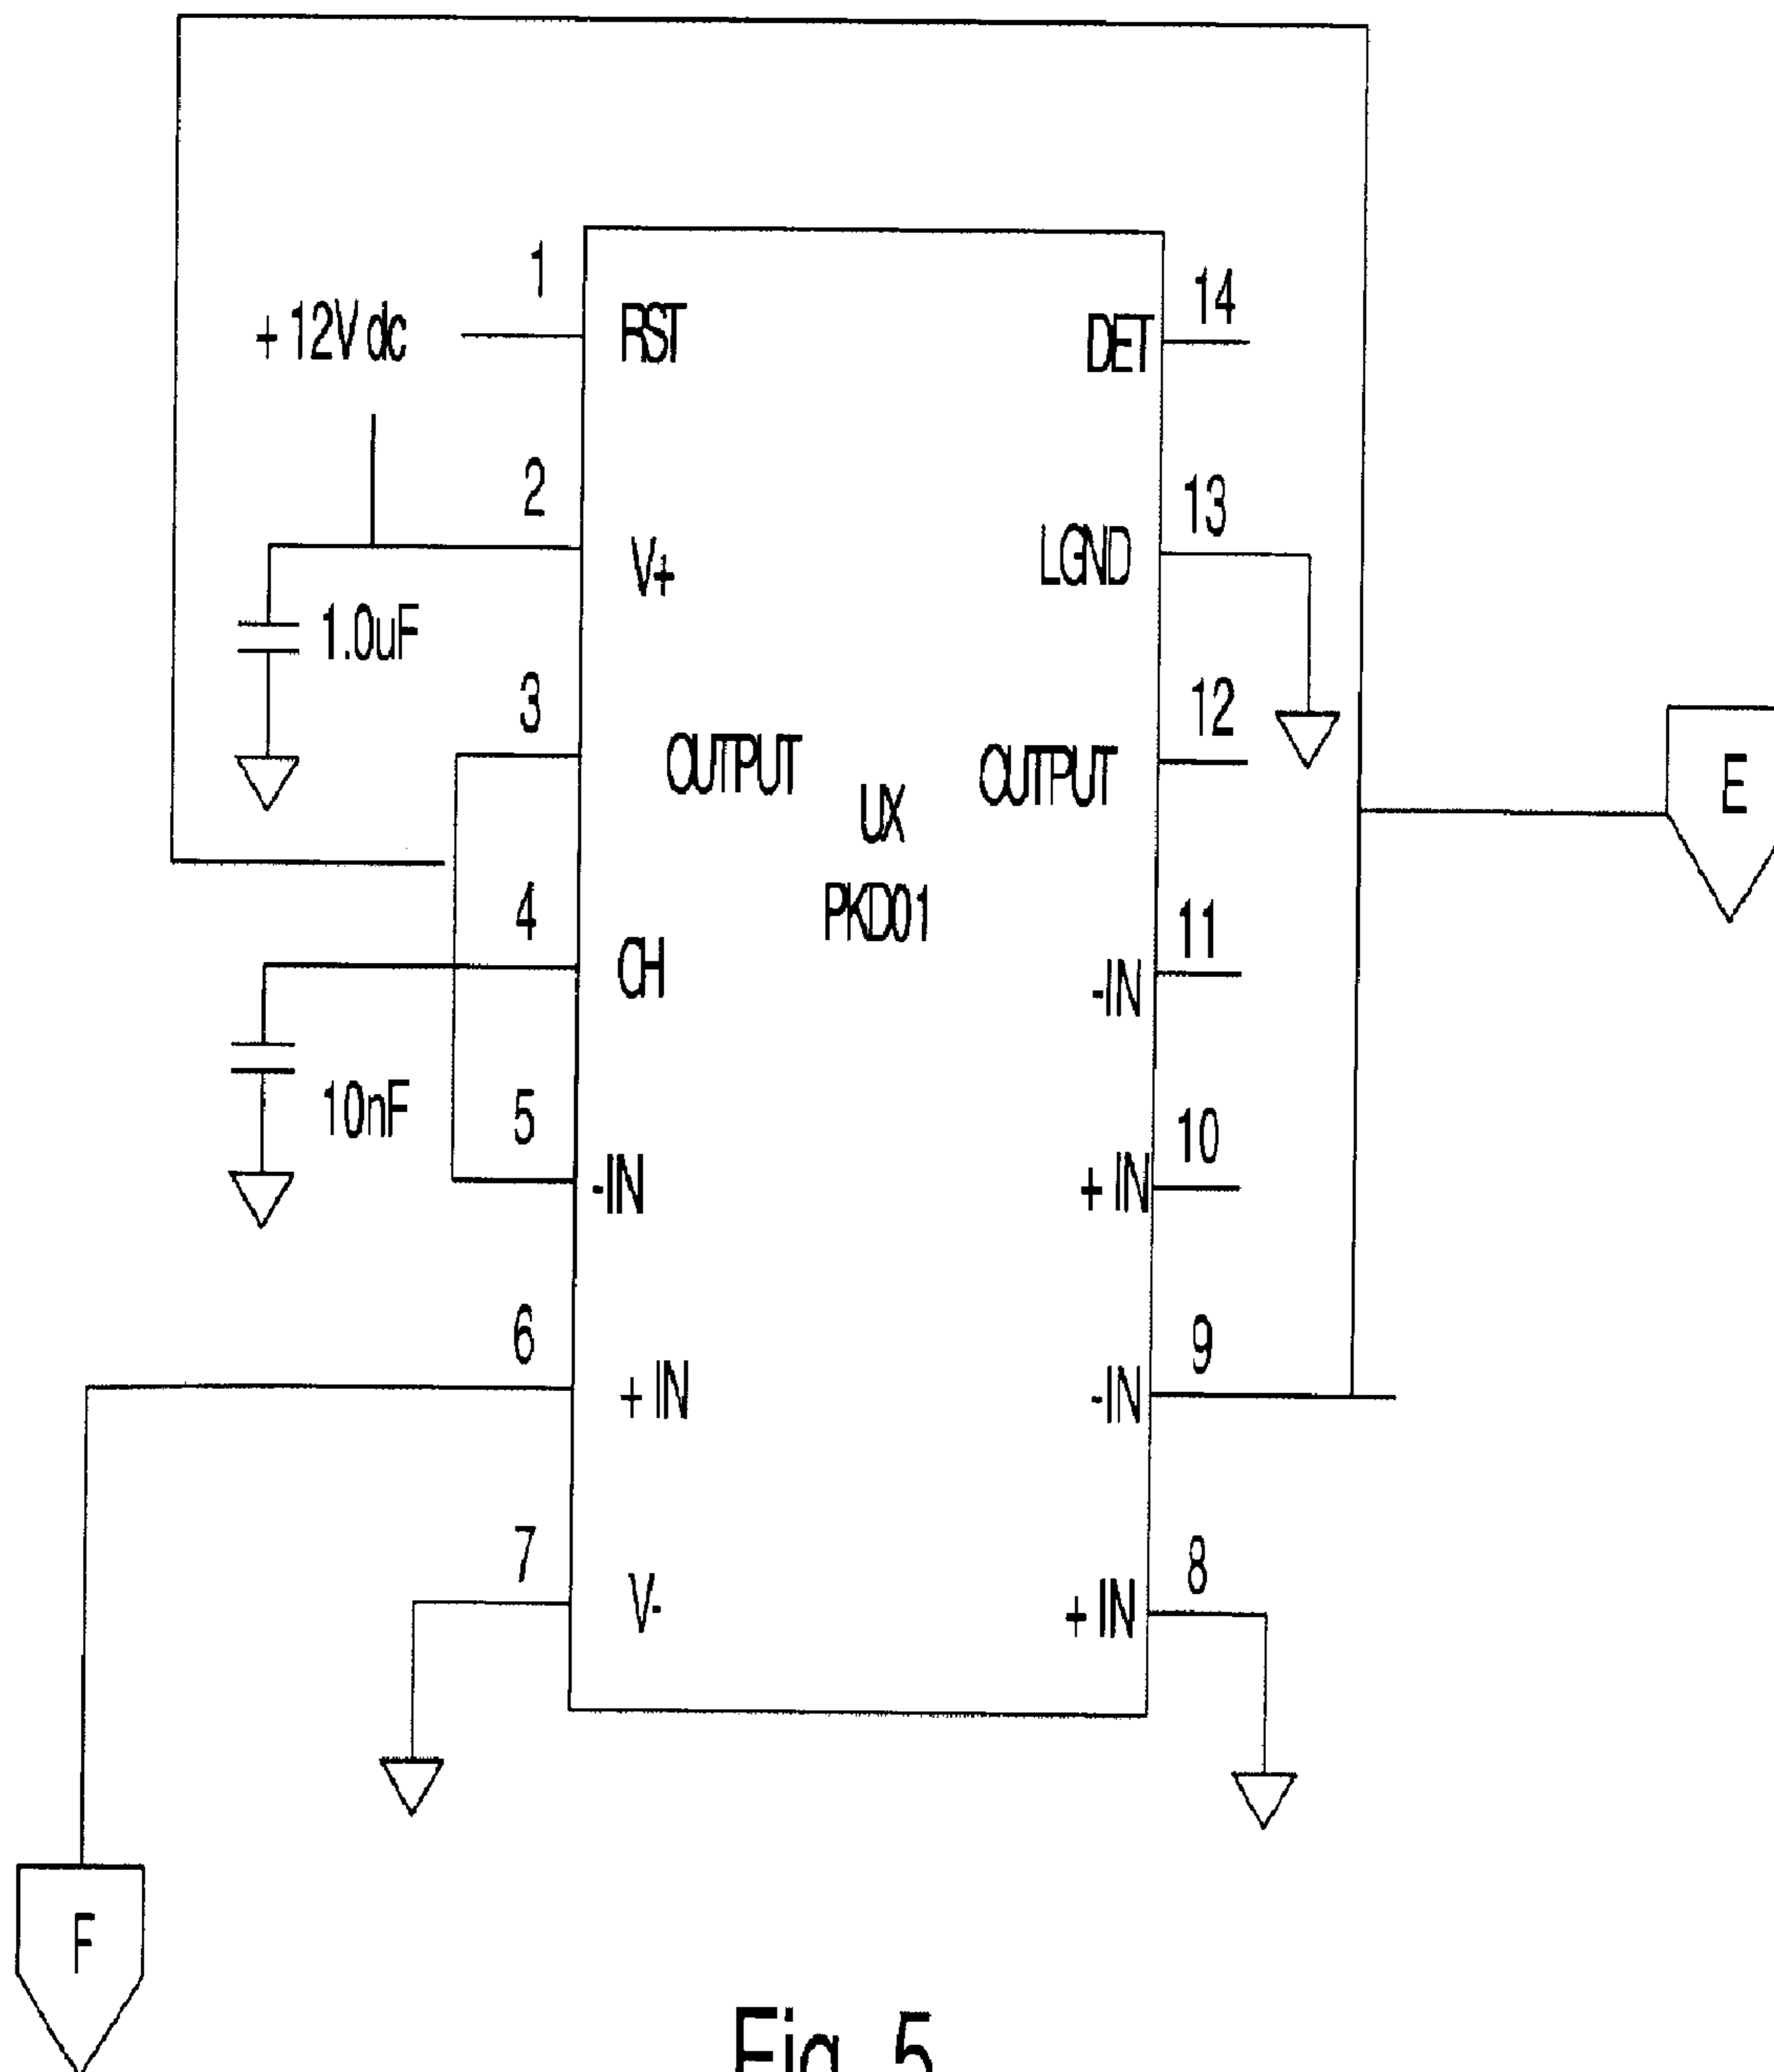 1
14
+ 12V dc
RST
DET
2
13
V+
LGND
1.0uF
3
12
OUTPUT
OUTPUT
UX
E
4
PKD01
11
CH
-IN
10nF
5
10
-IN
+ IN
6
9
+ IN
-IN
7
8
V-
+ IN
F
Fig. 5